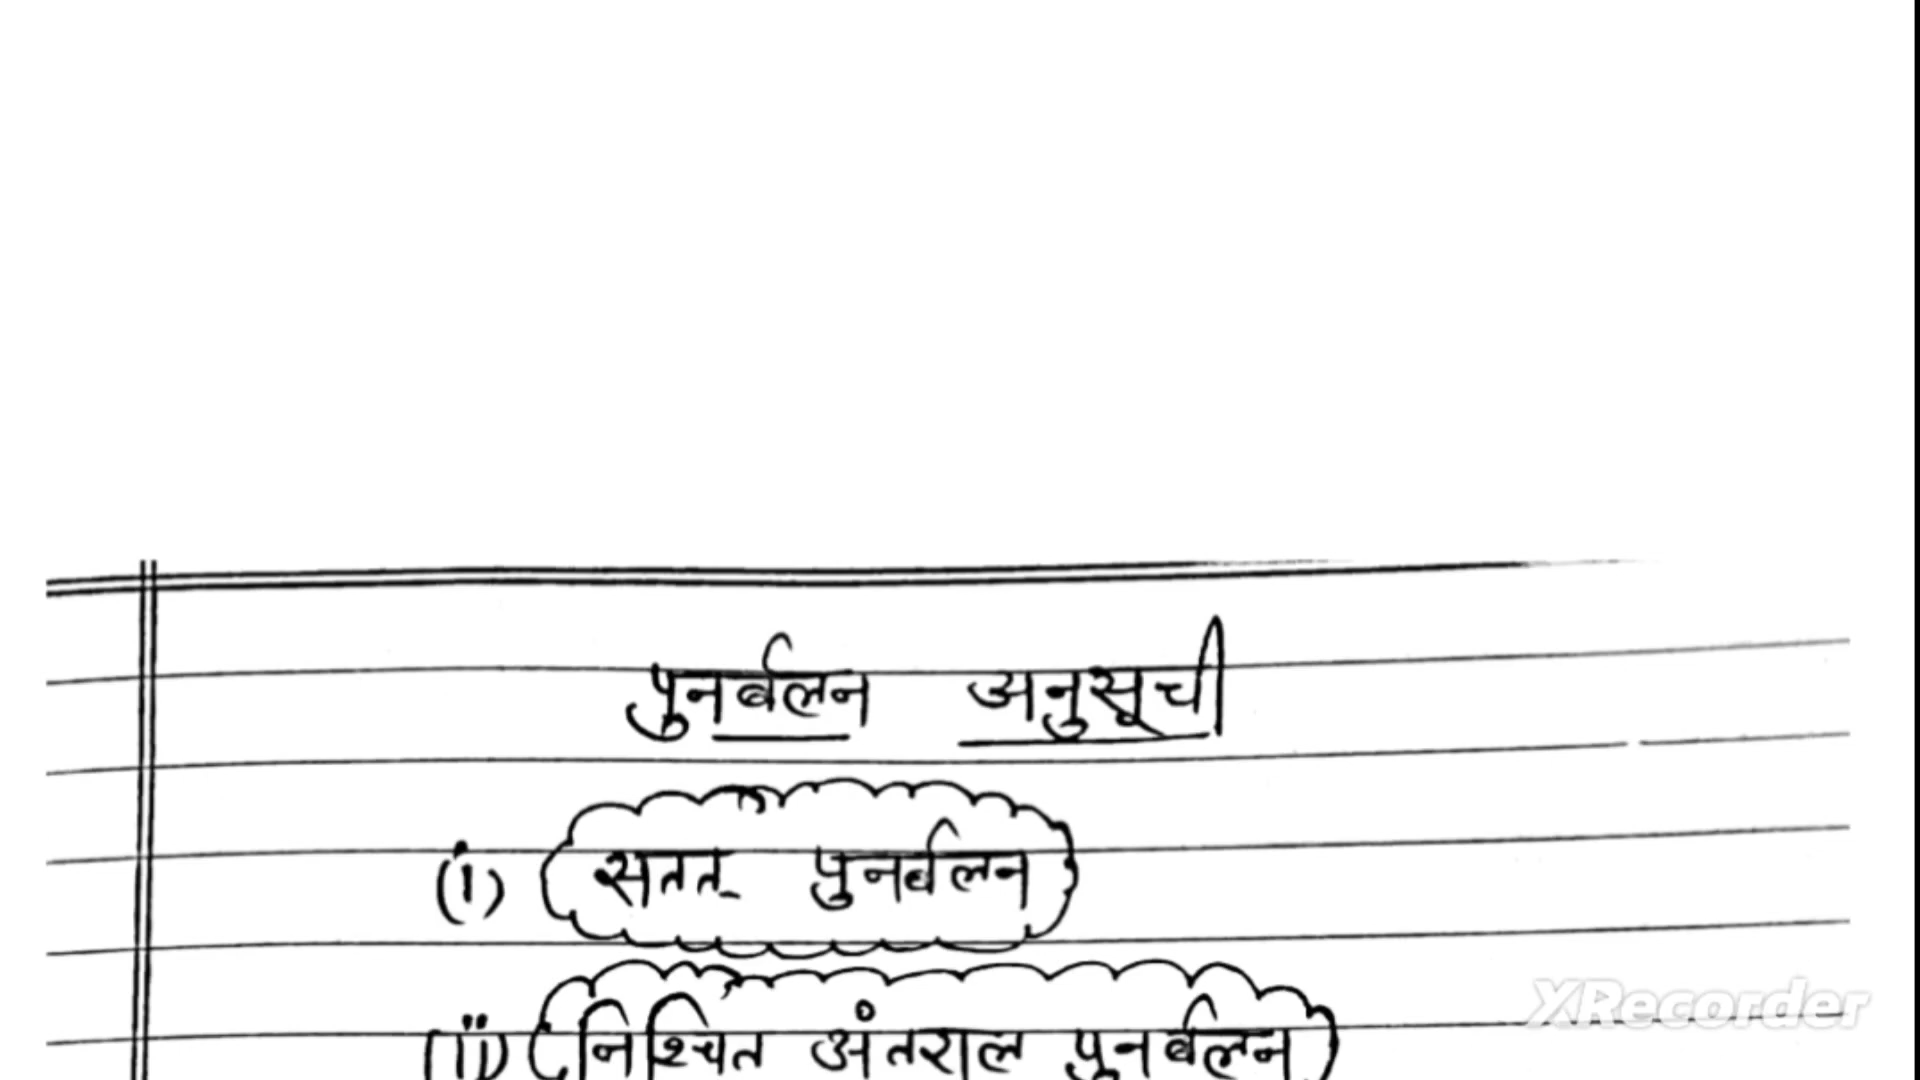 पुनर्बलन अनुसूची
(i) सतत् पुनर्बलन
(ii) निश्चित अंतराल पुनर्बलन
XRecorder